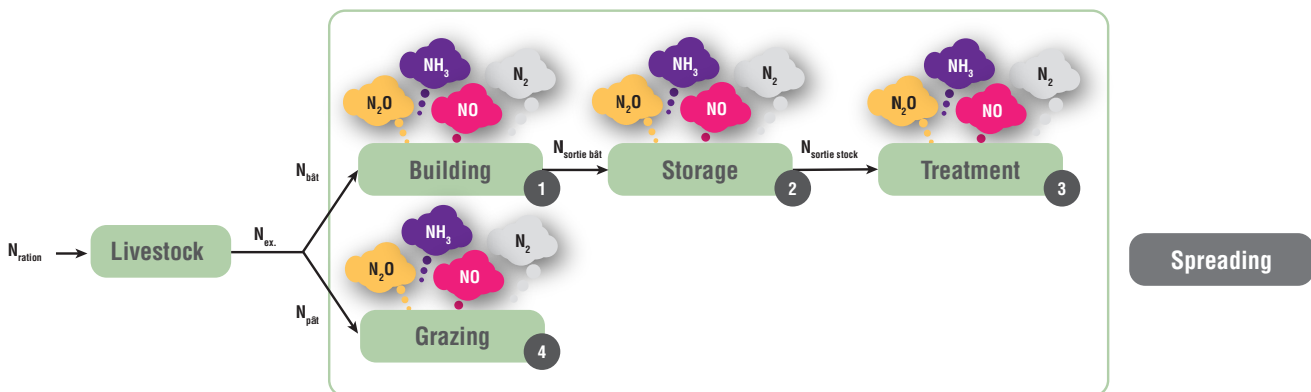 NH₃
N₂
N₂O
NO
Building
1
N sortie bât
NH₃
N₂
N₂O
NO
Storage
2
N sortie stock
NH₃
N₂
N₂O
NO
Treatment
3
N bât
N ration
Livestock
N ex.
N pât
NH₃
N₂
N₂O
NO
Grazing
4
Spreading